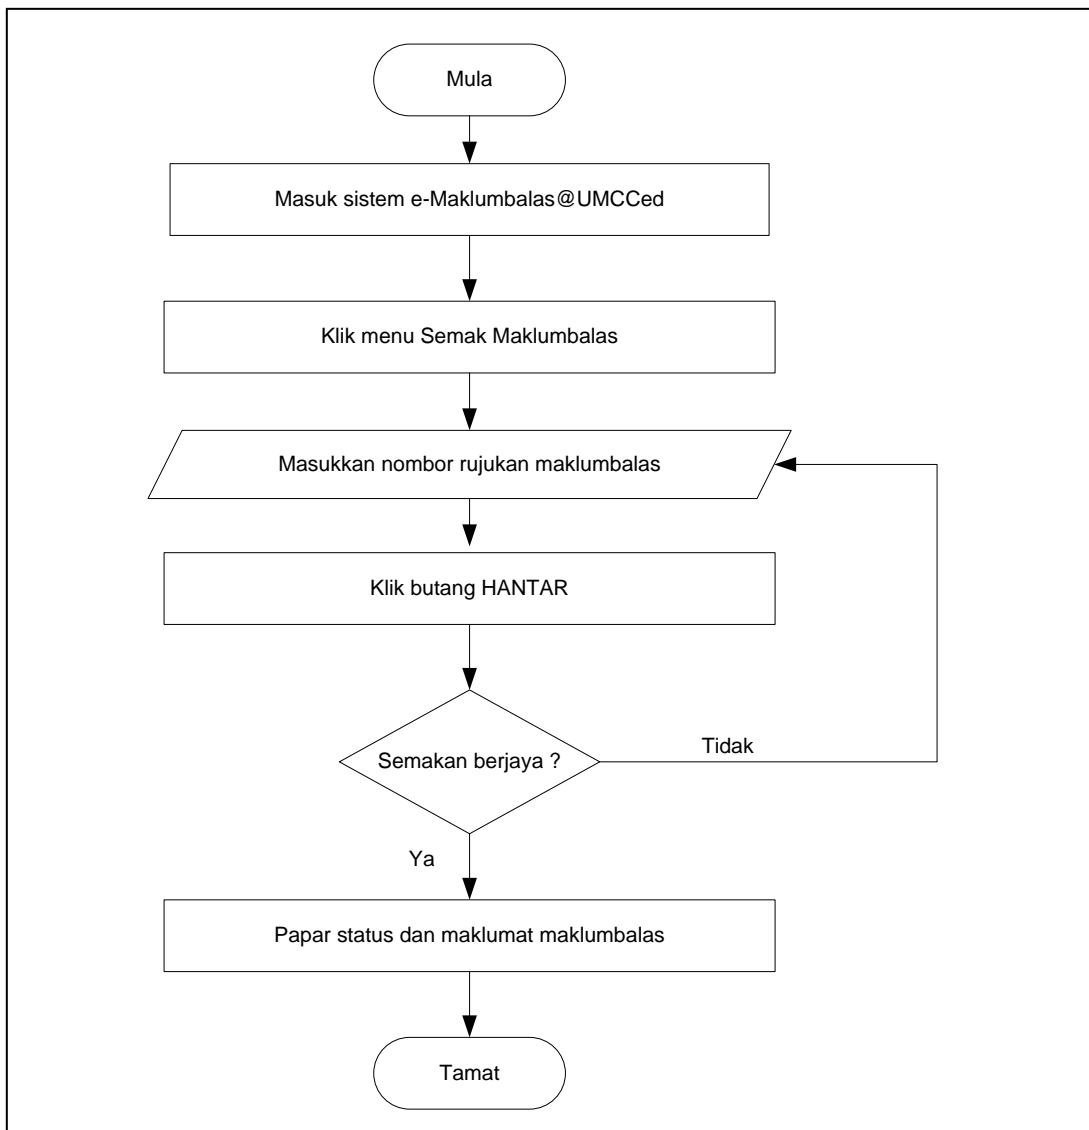 Mula
Masuk sistem e-Maklumbalas@UMCCed
Klik menu Semak Maklumbalas
Masukkan nombor rujukan maklumbalas
Klik butang HANTAR
Semakan berjaya ?
Tidak
Ya
Papar status dan maklumat maklumbalas
Tamat